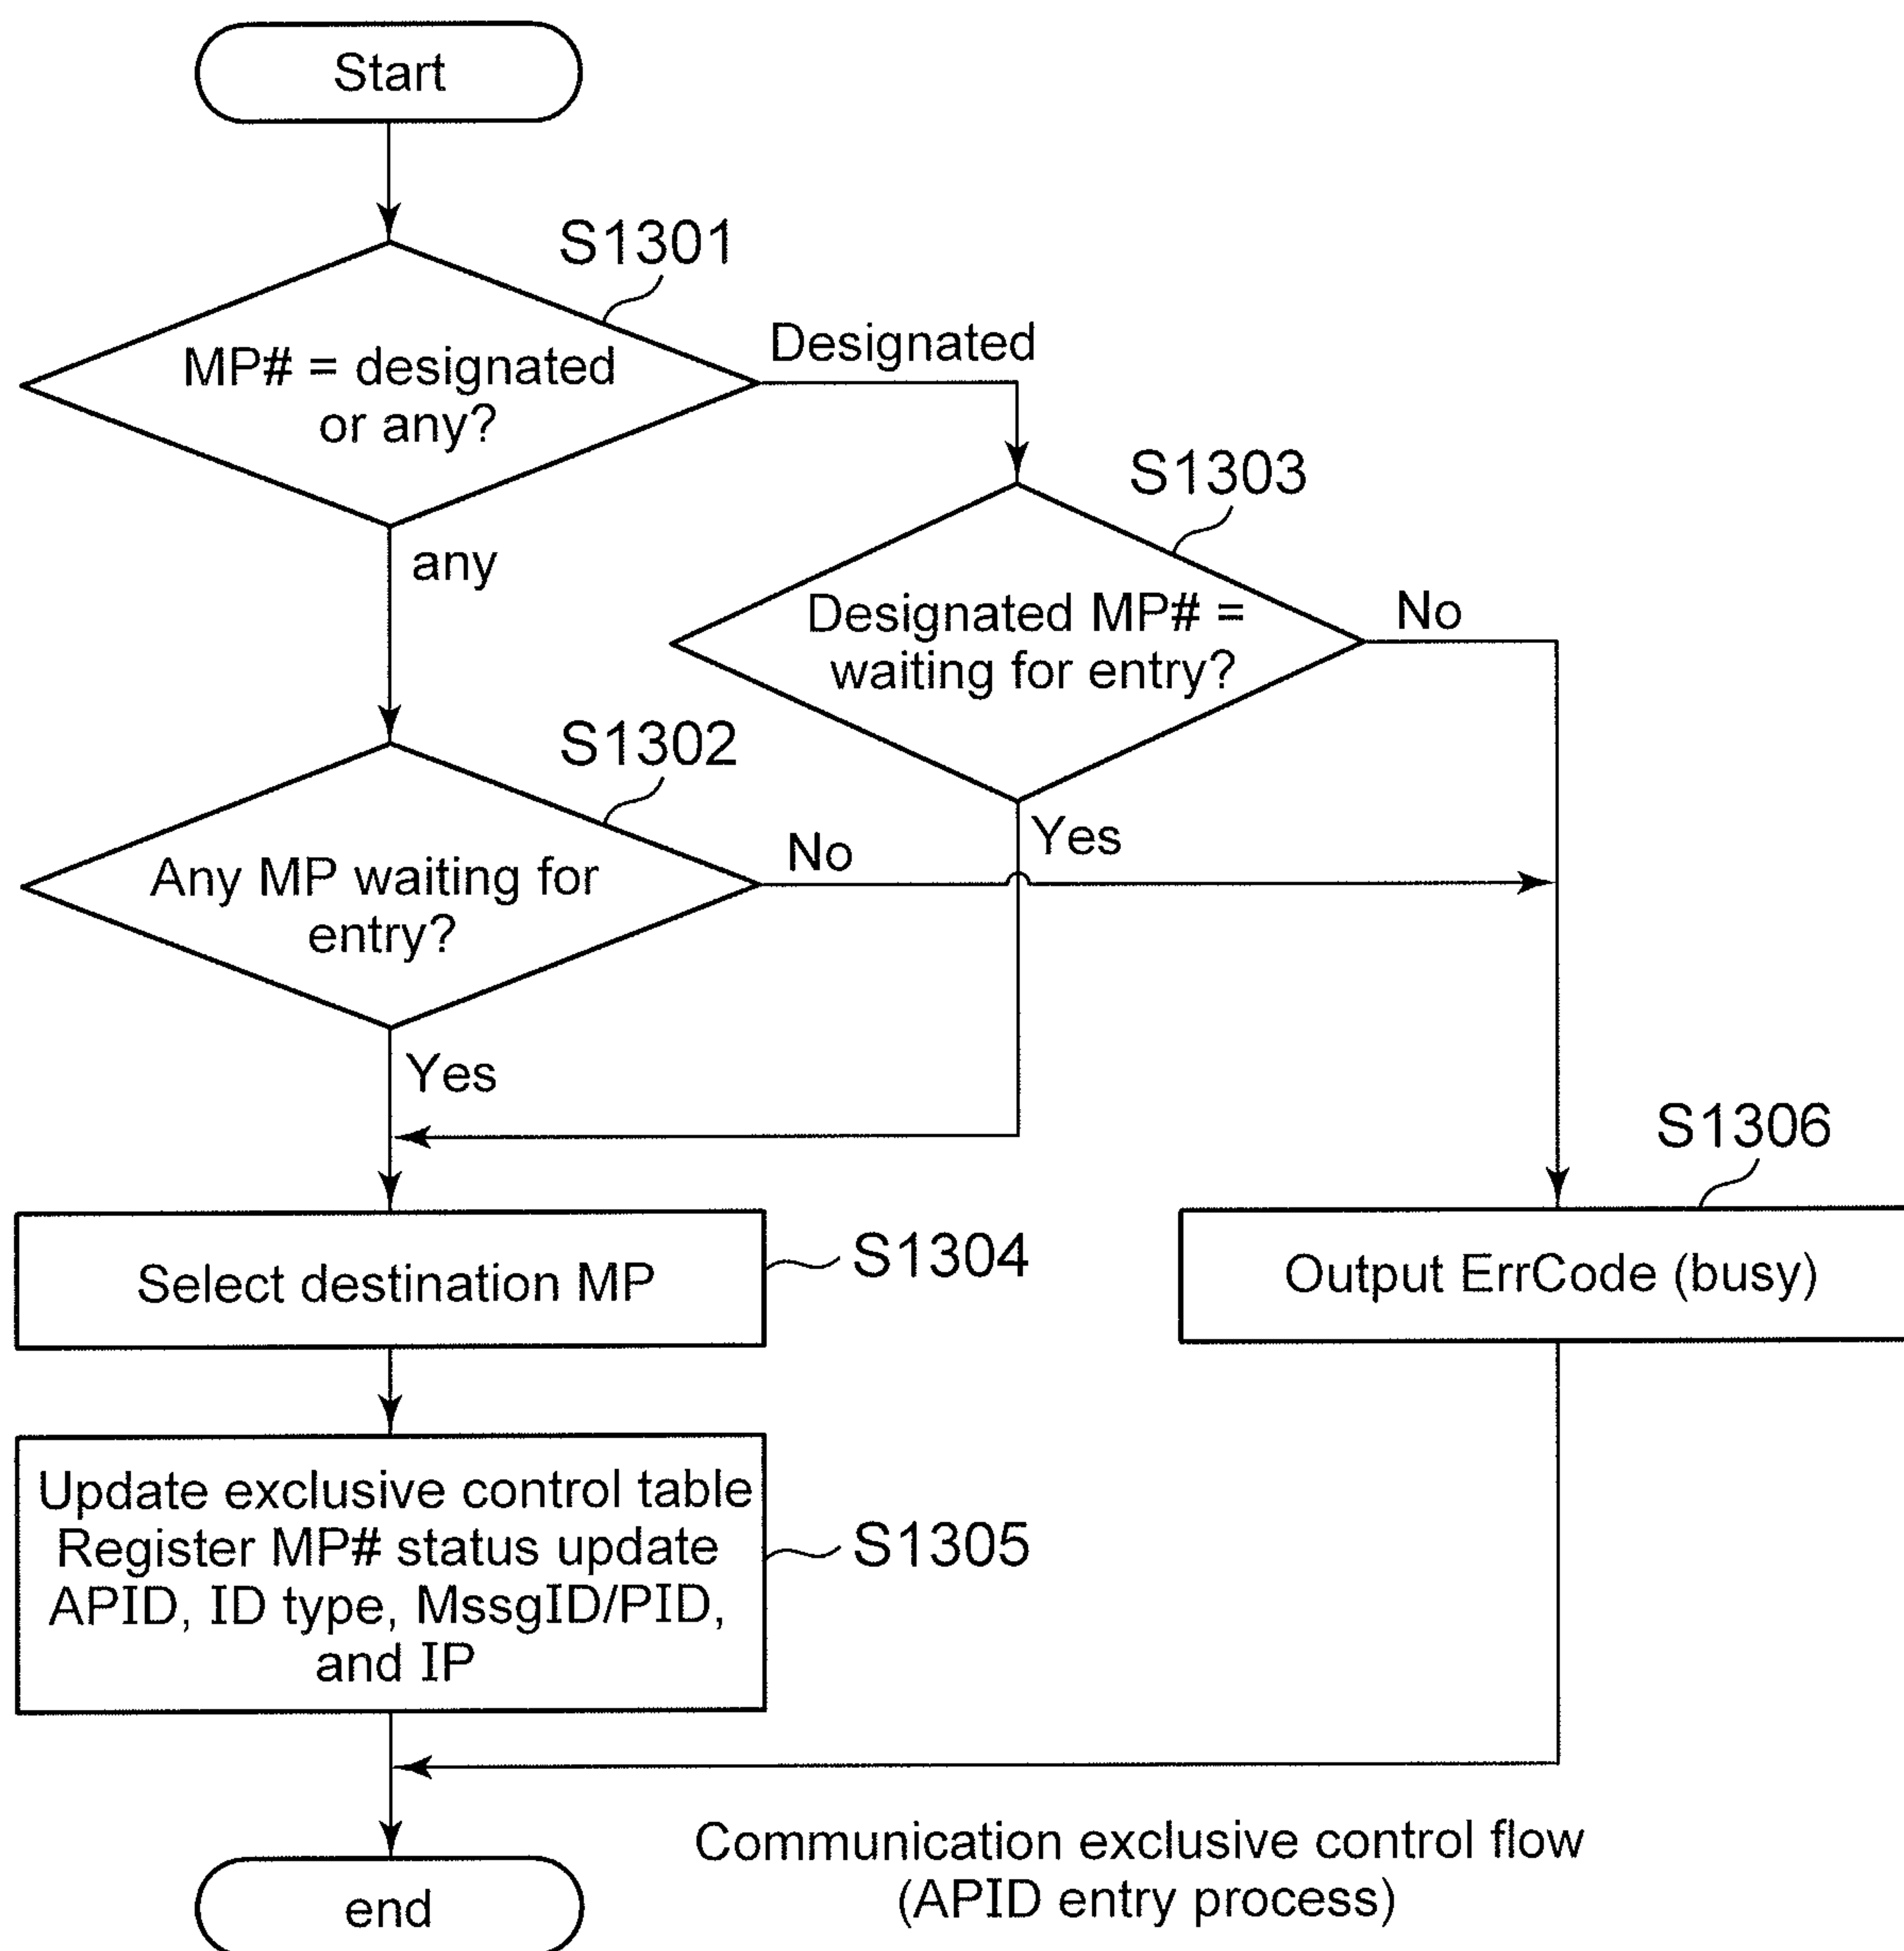 Start
S1301
MP# = designated
or any?
Designated
any
S1303
Designated MP# =
waiting for entry?
No
Yes
S1302
Any MP waiting for
entry?
No
Yes
S1304
Select destination MP
S1306
Output ErrCode (busy)
Update exclusive control table
Register MP# status update
APID, ID type, MssgID/PID,
and IP
S1305
end
Communication exclusive control flow
(APID entry process)